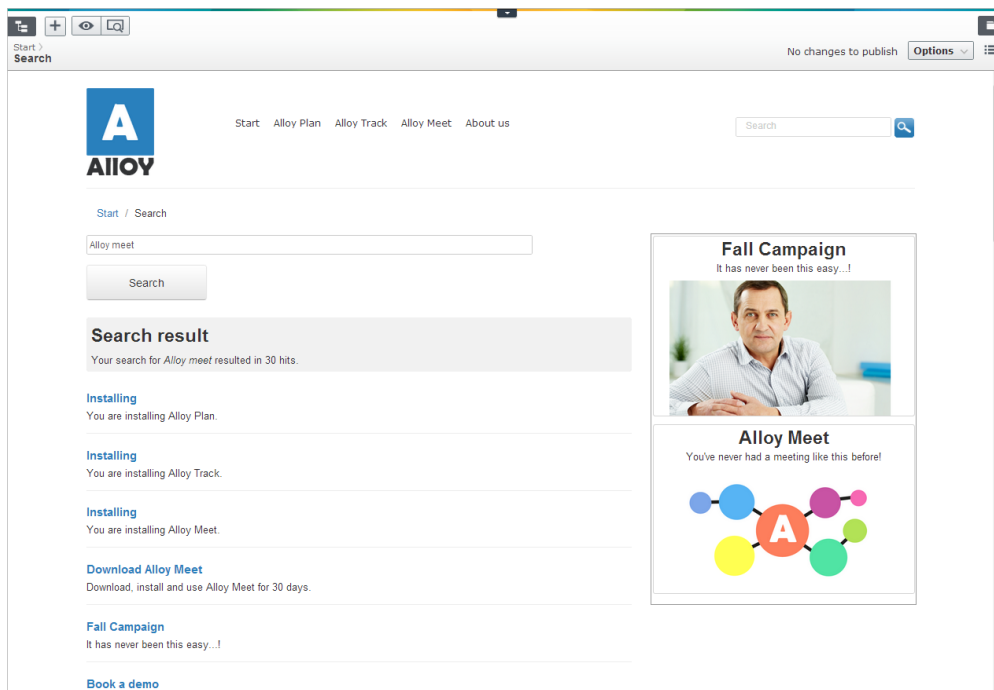 Start 〉
Search
No changes to publish
Options
A
AllOY
Start Alloy Plan Alloy Track Alloy Meet About us
Search
Start / Search
Alloy meet
Search
Search result
Your search for Alloy meet resulted in 30 hits.
Installing
You are installing Alloy Plan.
Installing
You are installing Alloy Track.
Installing
You are installing Alloy Meet.
Download Alloy Meet
Download, install and use Alloy Meet for 30 days.
Fall Campaign
It has never been this easy...!
Book a demo
Fall Campaign
It has never been this easy...!
Alloy Meet
You've never had a meeting like this before!
A